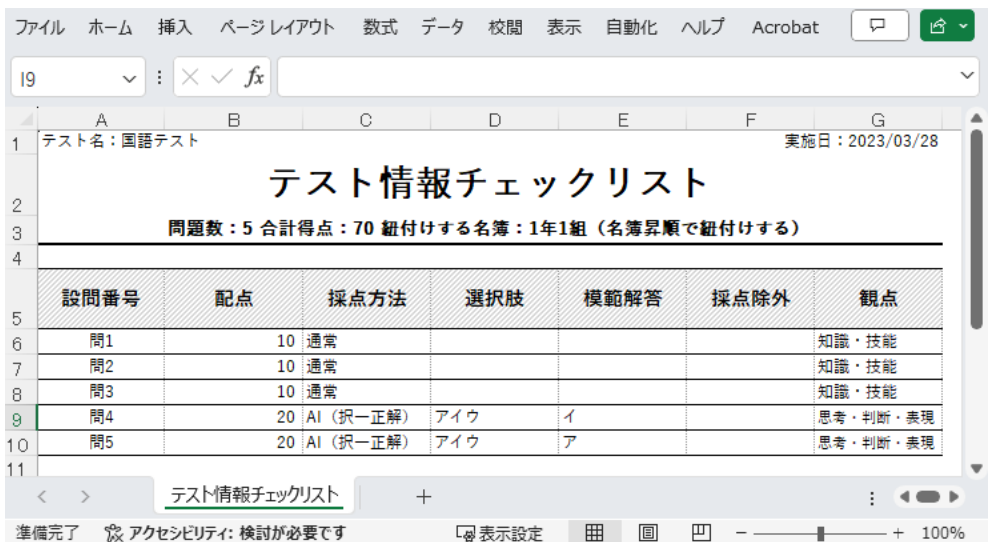 ファイル ホーム 挿入 ページ レイアウト 数式 データ 校閲 表示 自動化 ヘルプ Acrobat
I9 fx
A B C D E F G
1 テスト名：国語テスト 実施日：2023/03/28
2 テスト情報チェックリスト
3 問題数：5 合計得点：70 紐付けする名簿：1年1組（名簿昇順で紐付けする）
4
5 設問番号 配点 採点方法 選択肢 模範解答 採点除外 観点
6 問1 10 通常 知識・技能
7 問2 10 通常 知識・技能
8 問3 10 通常 知識・技能
9 問4 20 AI（択一正解） アイウ イ 思考・判断・表現
10 問5 20 AI（択一正解） アイウ ア 思考・判断・表現
11
テスト情報チェックリスト
準備完了 アクセシビリティ: 検討が必要です 表示設定 100%